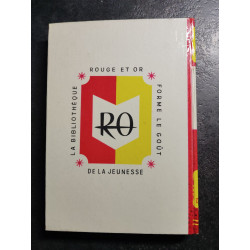 ROUGE ET OR
LA BIBLIOTHÈQUE
FORME LE GOÛT
RO
DE LA JEUNESSE